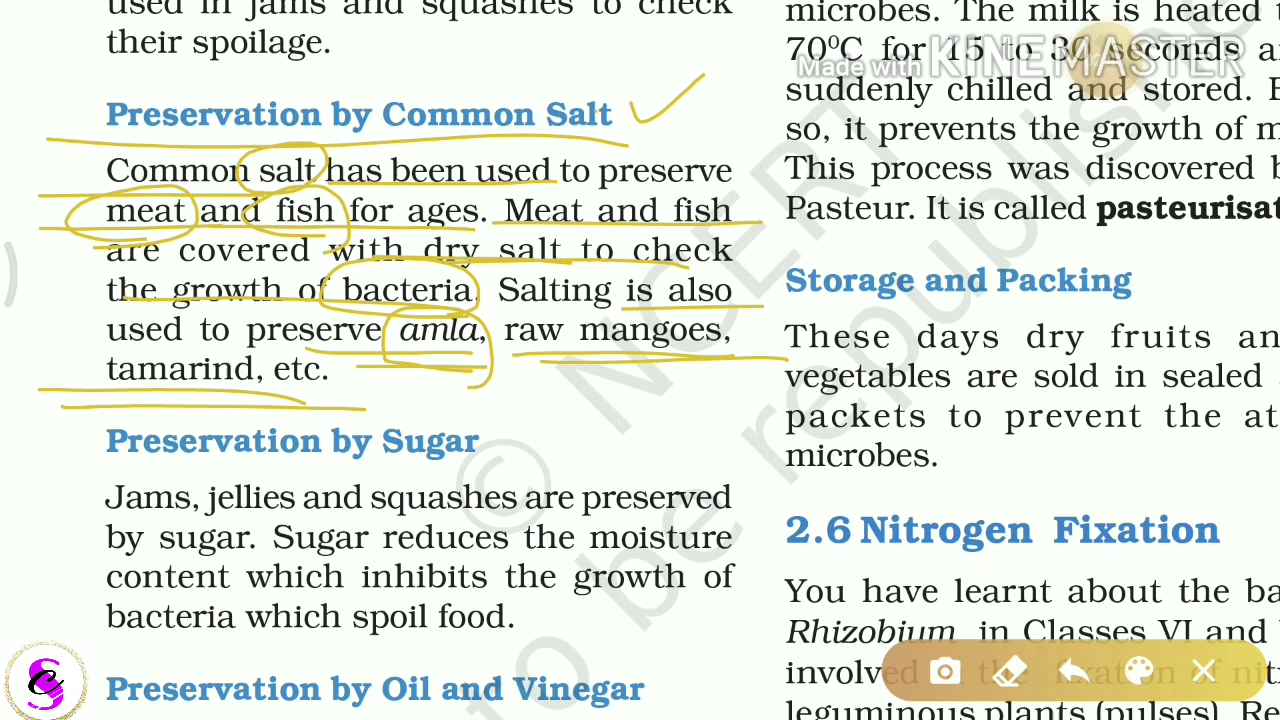 used in jams and squashes to check
their spoilage.
Preservation by Common Salt
Common salt has been used to preserve
meat and fish for ages. Meat and fish
are covered with dry salt to check
the growth of bacteria. Salting is also
used to preserve amla, raw mangoes,
tamarind, etc.
Preservation by Sugar
Jams, jellies and squashes are preserved
by sugar. Sugar reduces the moisture
content which inhibits the growth of
bacteria which spoil food.
Preservation by Oil and Vinegar
microbes. The milk is heated
70⁰C for 15 to 30 seconds
suddenly chilled and stored.
so, it prevents the growth of
This process was discovered
Pasteur. It is called
Storage and Packing
These days dry fruits
vegetables are sold in sealed
packets to prevent the
microbes.
2.6 Nitrogen Fixation
You have learnt about the
Rhizobium in Classes VI and
involved in the fixation of
leguminous plants (pulses).
Made with KINEMASTER
© NCERT
be